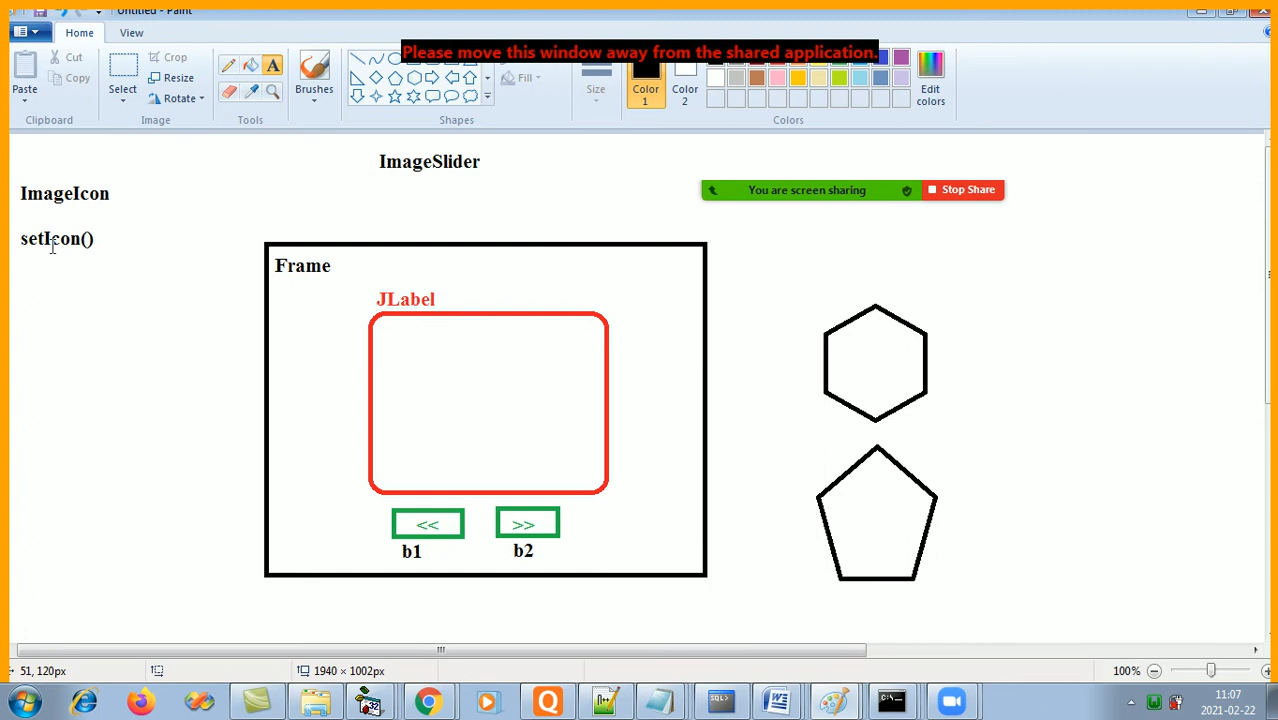 Untitled - Paint
Home
View
Paste
Cut
Copy
Clipboard
Select
Crop
Resize
Rotate
Image
Tools
Brushes
Shapes
Fill
Size
Color 1
Color 2
Edit colors
Colors
Please move this window away from the shared application.
ImageSlider
You are screen sharing
Stop Share
ImageIcon
setIcon()
Frame
JLabel
<<
>>
b1
b2
51, 120px
1940 × 1002px
100%
32
Q
SQL>
11:07
2021-02-22